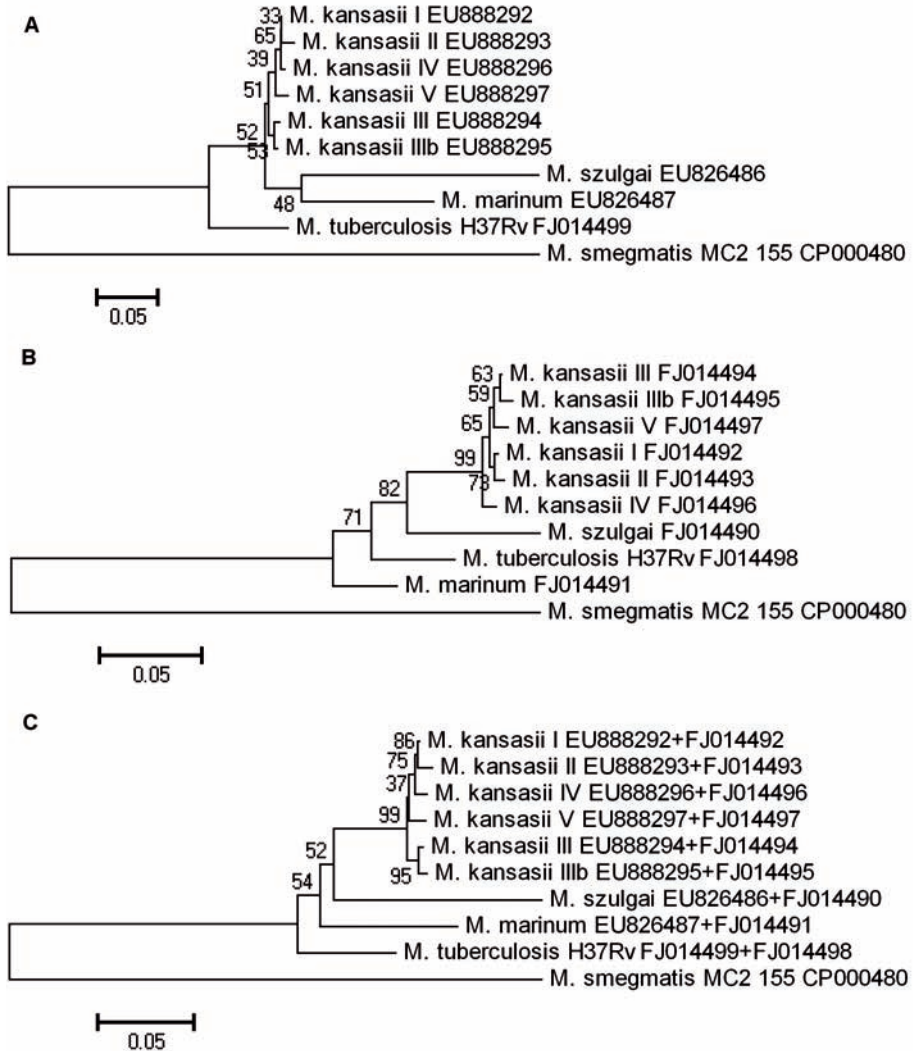 A
33 M. kansasii I EU888292
65 M. kansasii II EU888293
39 M. kansasii IV EU888296
51 M. kansasii V EU888297
M. kansasii III EU888294
52
53 M. kansasii IIIb EU888295
M. szulgai EU826486
48 M. marinum EU826487
M. tuberculosis H37Rv FJ014499
M. smegmatis MC2 155 CP000480
0.05
B
63 M. kansasii III FJ014494
59 M. kansasii IIIb FJ014495
65 M. kansasii V FJ014497
99 M. kansasii I FJ014492
73 M. kansasii II FJ014493
82 M. kansasii IV FJ014496
71 M. szulgai FJ014490
M. tuberculosis H37Rv FJ014498
M. marinum FJ014491
M. smegmatis MC2 155 CP000480
0.05
C
86 M. kansasii I EU888292+FJ014492
75 M. kansasii II EU888293+FJ014493
37 M. kansasii IV EU888296+FJ014496
99 M. kansasii V EU888297+FJ014497
52 M. kansasii III EU888294+FJ014494
95 M. kansasii IIIb EU888295+FJ014495
54 M. szulgai EU826486+FJ014490
M. marinum EU826487+FJ014491
M. tuberculosis H37Rv FJ014499+FJ014498
M. smegmatis MC2 155 CP000480
0.05